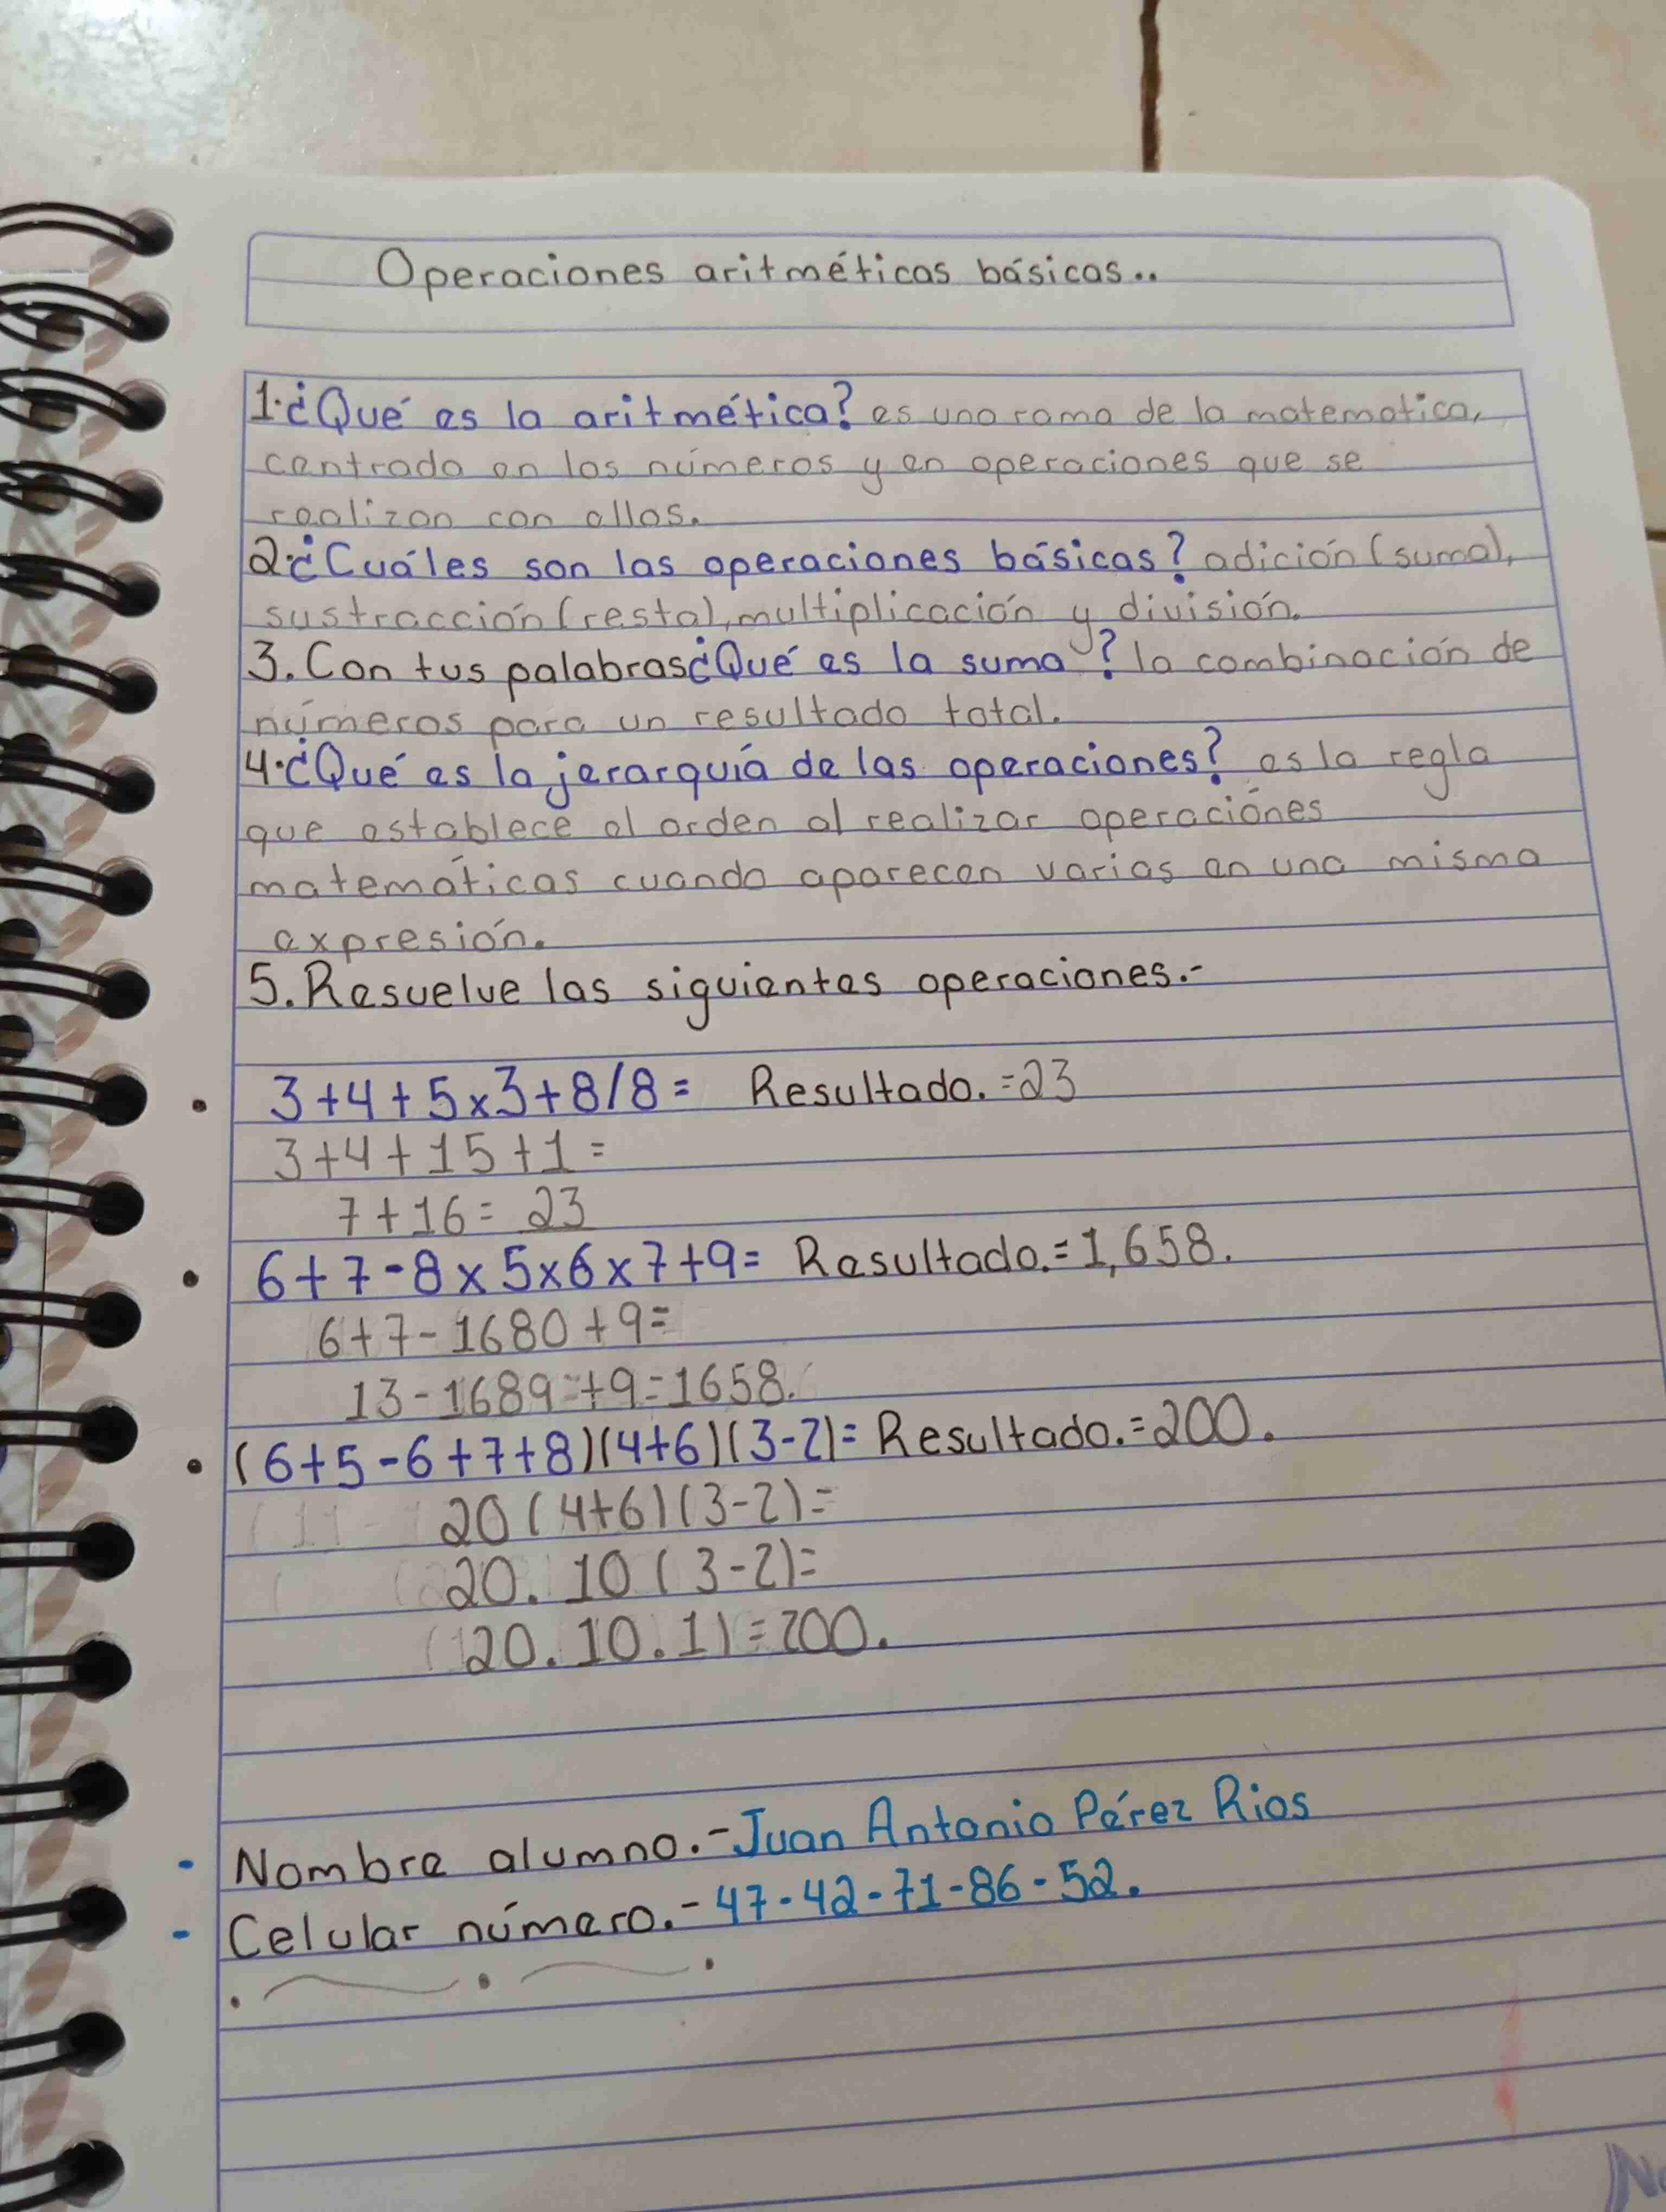 Operaciones aritméticas básicas..
1.¿Qué es la aritmética? es una rama de la matematica,
centrada en los números y en operaciones que se
realizan con ellos.
2.¿Cuáles son las operaciones básicas? adición (suma),
sustracción (resta), multiplicación y división.
3. Con tus palabras ¿Qué es la suma? la combinación de
números para un resultado total.
4.¿Qué es la jerarquía de las operaciones? es la regla
que establece el orden al realizar operaciónes
matemáticas cuando aparecen varias en una misma
expresión.
5. Resuelve las siguientes operaciones.-
• 3+4+5x3+8/8= Resultado.=23
3+4+15+1=
7+16= 23
• 6+7-8x5x6x7+9= Resultado.=1,658.
6+7-1680+9=
13-1689=+9=1658.
• (6+5-6+7+8)(4+6)(3-2)= Resultado.=200.
20(4+6)(3-2)=
20.10(3-2)=
(20.10.1)=200.
- Nombre alumno.- Juan Antonio Pérez Rios
- Celular número.- 47-42-71-86-52.